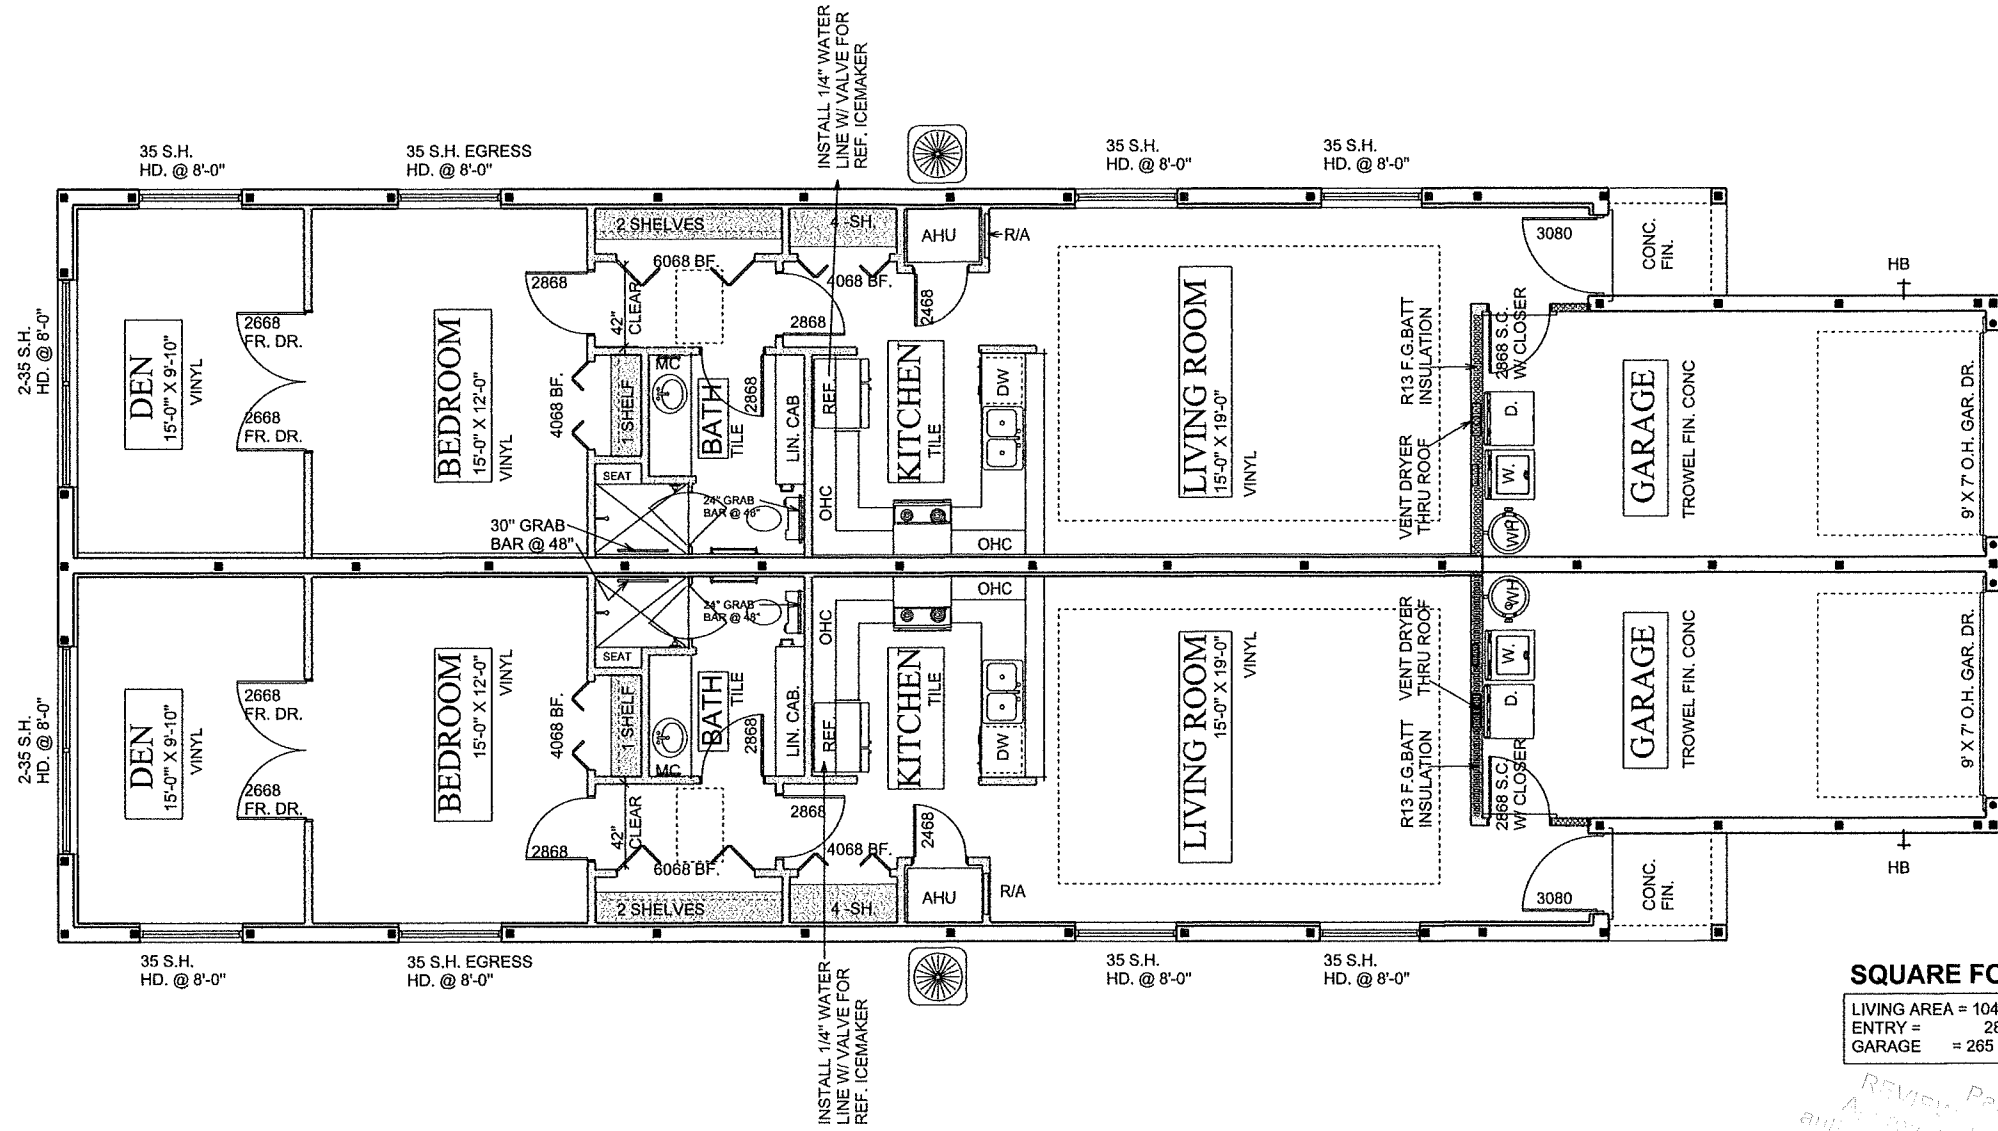 INSTALL 1/4" WATER
LINE W/ VALVE FOR
REF. ICEMAKER
35 S.H.
HD. @ 8'-0"
35 S.H. EGRESS
HD. @ 8'-0"
35 S.H.
HD. @ 8'-0"
35 S.H.
HD. @ 8'-0"
2 SHELVES
4 -SH.
AHU
R/A
3080
CONC.
FIN.
HB
6068 BF.
4068 BF.
2868
42"
CLEAR
2868
2468
2-35 S.H.
HD. @ 8'-0"
DEN
15'-0" X 9'-10"
VINYL
2668
FR. DR.
2668
FR. DR.
BEDROOM
15'-0" X 12'-0"
VINYL
4068 BF.
1 SHELF
MC
BATH
TILE
2868
LIN. CAB
REF.
KITCHEN
TILE
DW
LIVING ROOM
15'-0" X 19'-0"
VINYL
R13 F.G.BATT
INSULATION
2868 S.C.
W/ CLOSER
VENT DRYER
THRU ROOF
D.
W.
WH
GARAGE
TROWEL FIN. CONC
9' X 7' O.H. GAR. DR.
SEAT
24" GRAB
BAR @ 48"
30" GRAB
BAR @ 48"
OHC
OHC
24" GRAB
BAR @ 48"
SEAT
OHC
OHC
2-35 S.H.
HD. @ 8'-0"
DEN
15'-0" X 9'-10"
VINYL
2668
FR. DR.
2668
FR. DR.
BEDROOM
15'-0" X 12'-0"
VINYL
4068 BF.
1 SHELF
MC
BATH
TILE
2868
LIN. CAB.
REF.
KITCHEN
TILE
DW
LIVING ROOM
15'-0" X 19'-0"
VINYL
VENT DRYER
THRU ROOF
R13 F.G.BATT
INSULATION
WH
W.
D.
2868 S.C.
W/ CLOSER
GARAGE
TROWEL FIN. CONC
9' X 7' O.H. GAR. DR.
2868
42"
CLEAR
2868
2468
6068 BF.
4068 BF.
2 SHELVES
4 -SH.
AHU
R/A
3080
CONC.
FIN.
HB
35 S.H.
HD. @ 8'-0"
35 S.H. EGRESS
HD. @ 8'-0"
35 S.H.
HD. @ 8'-0"
35 S.H.
HD. @ 8'-0"
INSTALL 1/4" WATER
LINE W/ VALVE FOR
REF. ICEMAKER
SQUARE FO
LIVING AREA = 104
ENTRY = 28
GARAGE = 265